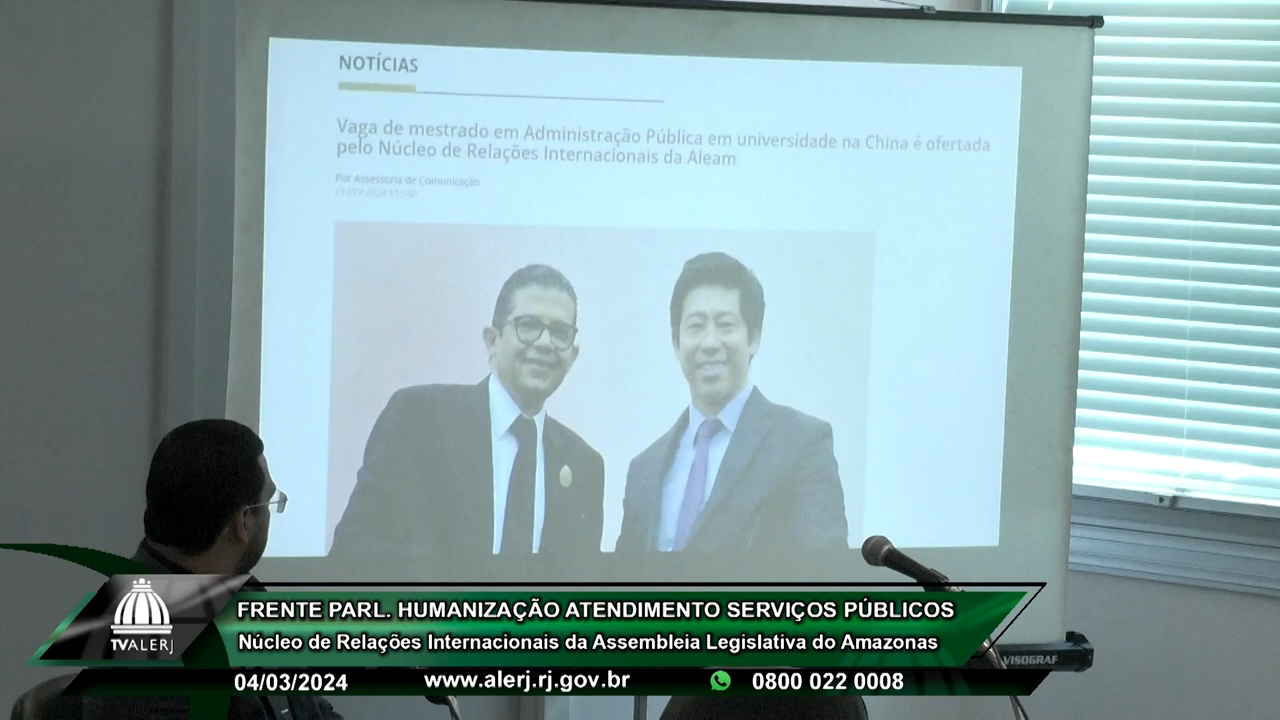 NOTÍCIAS
Vaga de mestrado em Administração Pública em universidade na China é ofertada
pelo Núcleo de Relações Internacionais da Aleam
Por Assessoria de Comunicação
FRENTE PARL. HUMANIZAÇÃO ATENDIMENTO SERVIÇOS PÚBLICOS
Núcleo de Relações Internacionais da Assembleia Legislativa do Amazonas
TVALERJ
04/03/2024 www.alerj.rj.gov.br 0800 022 0008
VISOGRAF